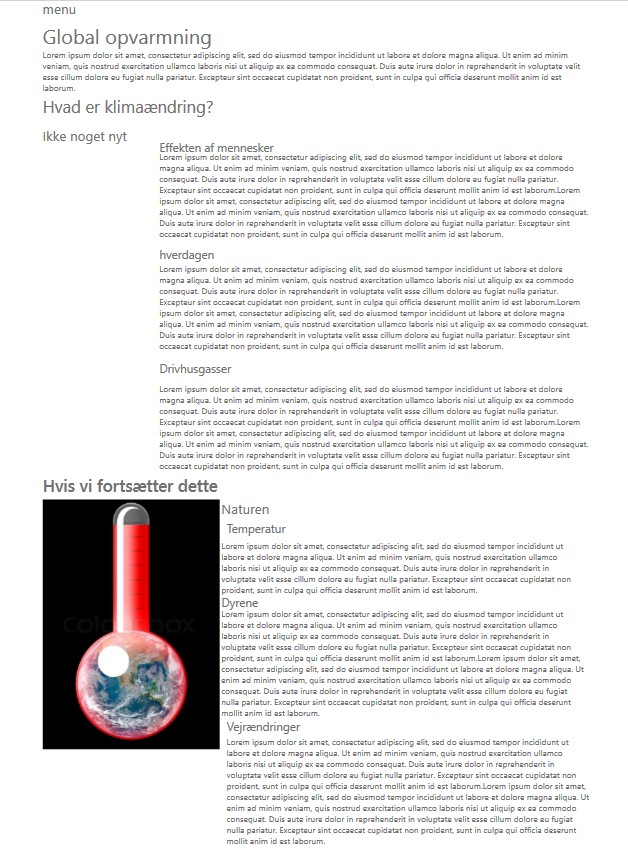 menu
Global opvarmning
Lorem ipsum dolor sit amet, consectetur adipiscing elit, sed do eiusmod tempor incididunt ut labore et dolore magna aliqua. Ut enim ad minim
veniam, quis nostrud exercitation ullamco laboris nisi ut aliquip ex ea commodo consequat. Duis aute irure dolor in reprehenderit in voluptate velit
esse cillum dolore eu fugiat nulla pariatur. Excepteur sint occaecat cupidatat non proident, sunt in culpa qui officia deserunt mollit anim id est
laborum.
Hvad er klimaændring?
Ikke noget nyt
Effekten af mennesker
Lorem ipsum dolor sit amet, consectetur adipiscing elit, sed do eiusmod tempor incididunt ut labore et dolore
magna aliqua. Ut enim ad minim veniam, quis nostrud exercitation ullamco laboris nisi ut aliquip ex ea commodo
consequat. Duis aute irure dolor in reprehenderit in voluptate velit esse cillum dolore eu fugiat nulla pariatur.
Excepteur sint occaecat cupidatat non proident, sunt in culpa qui officia deserunt mollit anim id est laborum.Lorem
ipsum dolor sit amet, consectetur adipiscing elit, sed do eiusmod tempor incididunt ut labore et dolore magna
aliqua. Ut enim ad minim veniam, quis nostrud exercitation ullamco laboris nisi ut aliquip ex ea commodo consequat.
Duis aute irure dolor in reprehenderit in voluptate velit esse cillum dolore eu fugiat nulla pariatur. Excepteur sint
occaecat cupidatat non proident, sunt in culpa qui officia deserunt mollit anim id est laborum.
hverdagen
Lorem ipsum dolor sit amet, consectetur adipiscing elit, sed do eiusmod tempor incididunt ut labore et dolore
magna aliqua. Ut enim ad minim veniam, quis nostrud exercitation ullamco laboris nisi ut aliquip ex ea commodo
consequat. Duis aute irure dolor in reprehenderit in voluptate velit esse cillum dolore eu fugiat nulla pariatur.
Excepteur sint occaecat cupidatat non proident, sunt in culpa qui officia deserunt mollit anim id est laborum.Lorem
ipsum dolor sit amet, consectetur adipiscing elit, sed do eiusmod tempor incididunt ut labore et dolore magna
aliqua. Ut enim ad minim veniam, quis nostrud exercitation ullamco laboris nisi ut aliquip ex ea commodo consequat.
Duis aute irure dolor in reprehenderit in voluptate velit esse cillum dolore eu fugiat nulla pariatur. Excepteur sint
occaecat cupidatat non proident, sunt in culpa qui officia deserunt mollit anim id est laborum.
Drivhusgasser
Lorem ipsum dolor sit amet, consectetur adipiscing elit, sed do eiusmod tempor incididunt ut labore et dolore
magna aliqua. Ut enim ad minim veniam, quis nostrud exercitation ullamco laboris nisi ut aliquip ex ea commodo
consequat. Duis aute irure dolor in reprehenderit in voluptate velit esse cillum dolore eu fugiat nulla pariatur.
Excepteur sint occaecat cupidatat non proident, sunt in culpa qui officia deserunt mollit anim id est laborum.Lorem
ipsum dolor sit amet, consectetur adipiscing elit, sed do eiusmod tempor incididunt ut labore et dolore magna
aliqua. Ut enim ad minim veniam, quis nostrud exercitation ullamco laboris nisi ut aliquip ex ea commodo consequat.
Duis aute irure dolor in reprehenderit in voluptate velit esse cillum dolore eu fugiat nulla pariatur. Excepteur sint
occaecat cupidatat non proident, sunt in culpa qui officia deserunt mollit anim id est laborum.
Hvis vi fortsætter dette
Naturen
Temperatur
Lorem ipsum dolor sit amet, consectetur adipiscing elit, sed do eiusmod tempor incididunt ut
labore et dolore magna aliqua. Ut enim ad minim veniam, quis nostrud exercitation ullamco
laboris nisi ut aliquip ex ea commodo consequat. Duis aute irure dolor in reprehenderit in
voluptate velit esse cillum dolore eu fugiat nulla pariatur. Excepteur sint occaecat cupidatat non
proident, sunt in culpa qui officia deserunt mollit anim id est laborum.
Dyrene
Lorem ipsum dolor sit amet, consectetur adipiscing elit, sed do eiusmod tempor incididunt ut
labore et dolore magna aliqua. Ut enim ad minim veniam, quis nostrud exercitation ullamco
laboris nisi ut aliquip ex ea commodo consequat. Duis aute irure dolor in reprehenderit in
voluptate velit esse cillum dolore eu fugiat nulla pariatur. Excepteur sint occaecat cupidatat non
proident, sunt in culpa qui officia deserunt mollit anim id est laborum.Lorem ipsum dolor sit amet,
consectetur adipiscing elit, sed do eiusmod tempor incididunt ut labore et dolore magna aliqua. Ut
enim ad minim veniam, quis nostrud exercitation ullamco laboris nisi ut aliquip ex ea commodo
consequat. Duis aute irure dolor in reprehenderit in voluptate velit esse cillum dolore eu fugiat
nulla pariatur. Excepteur sint occaecat cupidatat non proident, sunt in culpa qui officia deserunt
mollit anim id est laborum.
Vejrændringer
Lorem ipsum dolor sit amet, consectetur adipiscing elit, sed do eiusmod tempor incididunt ut
labore et dolore magna aliqua. Ut enim ad minim veniam, quis nostrud exercitation ullamco
laboris nisi ut aliquip ex ea commodo consequat. Duis aute irure dolor in reprehenderit in
voluptate velit esse cillum dolore eu fugiat nulla pariatur. Excepteur sint occaecat cupidatat non
proident, sunt in culpa qui officia deserunt mollit anim id est laborum.Lorem ipsum dolor sit amet,
consectetur adipiscing elit, sed do eiusmod tempor incididunt ut labore et dolore magna aliqua. Ut
enim ad minim veniam, quis nostrud exercitation ullamco laboris nisi ut aliquip ex ea commodo
consequat. Duis aute irure dolor in reprehenderit in voluptate velit esse cillum dolore eu fugiat
nulla pariatur. Excepteur sint occaecat cupidatat non proident, sunt in culpa qui officia deserunt
mollit anim id est laborum.